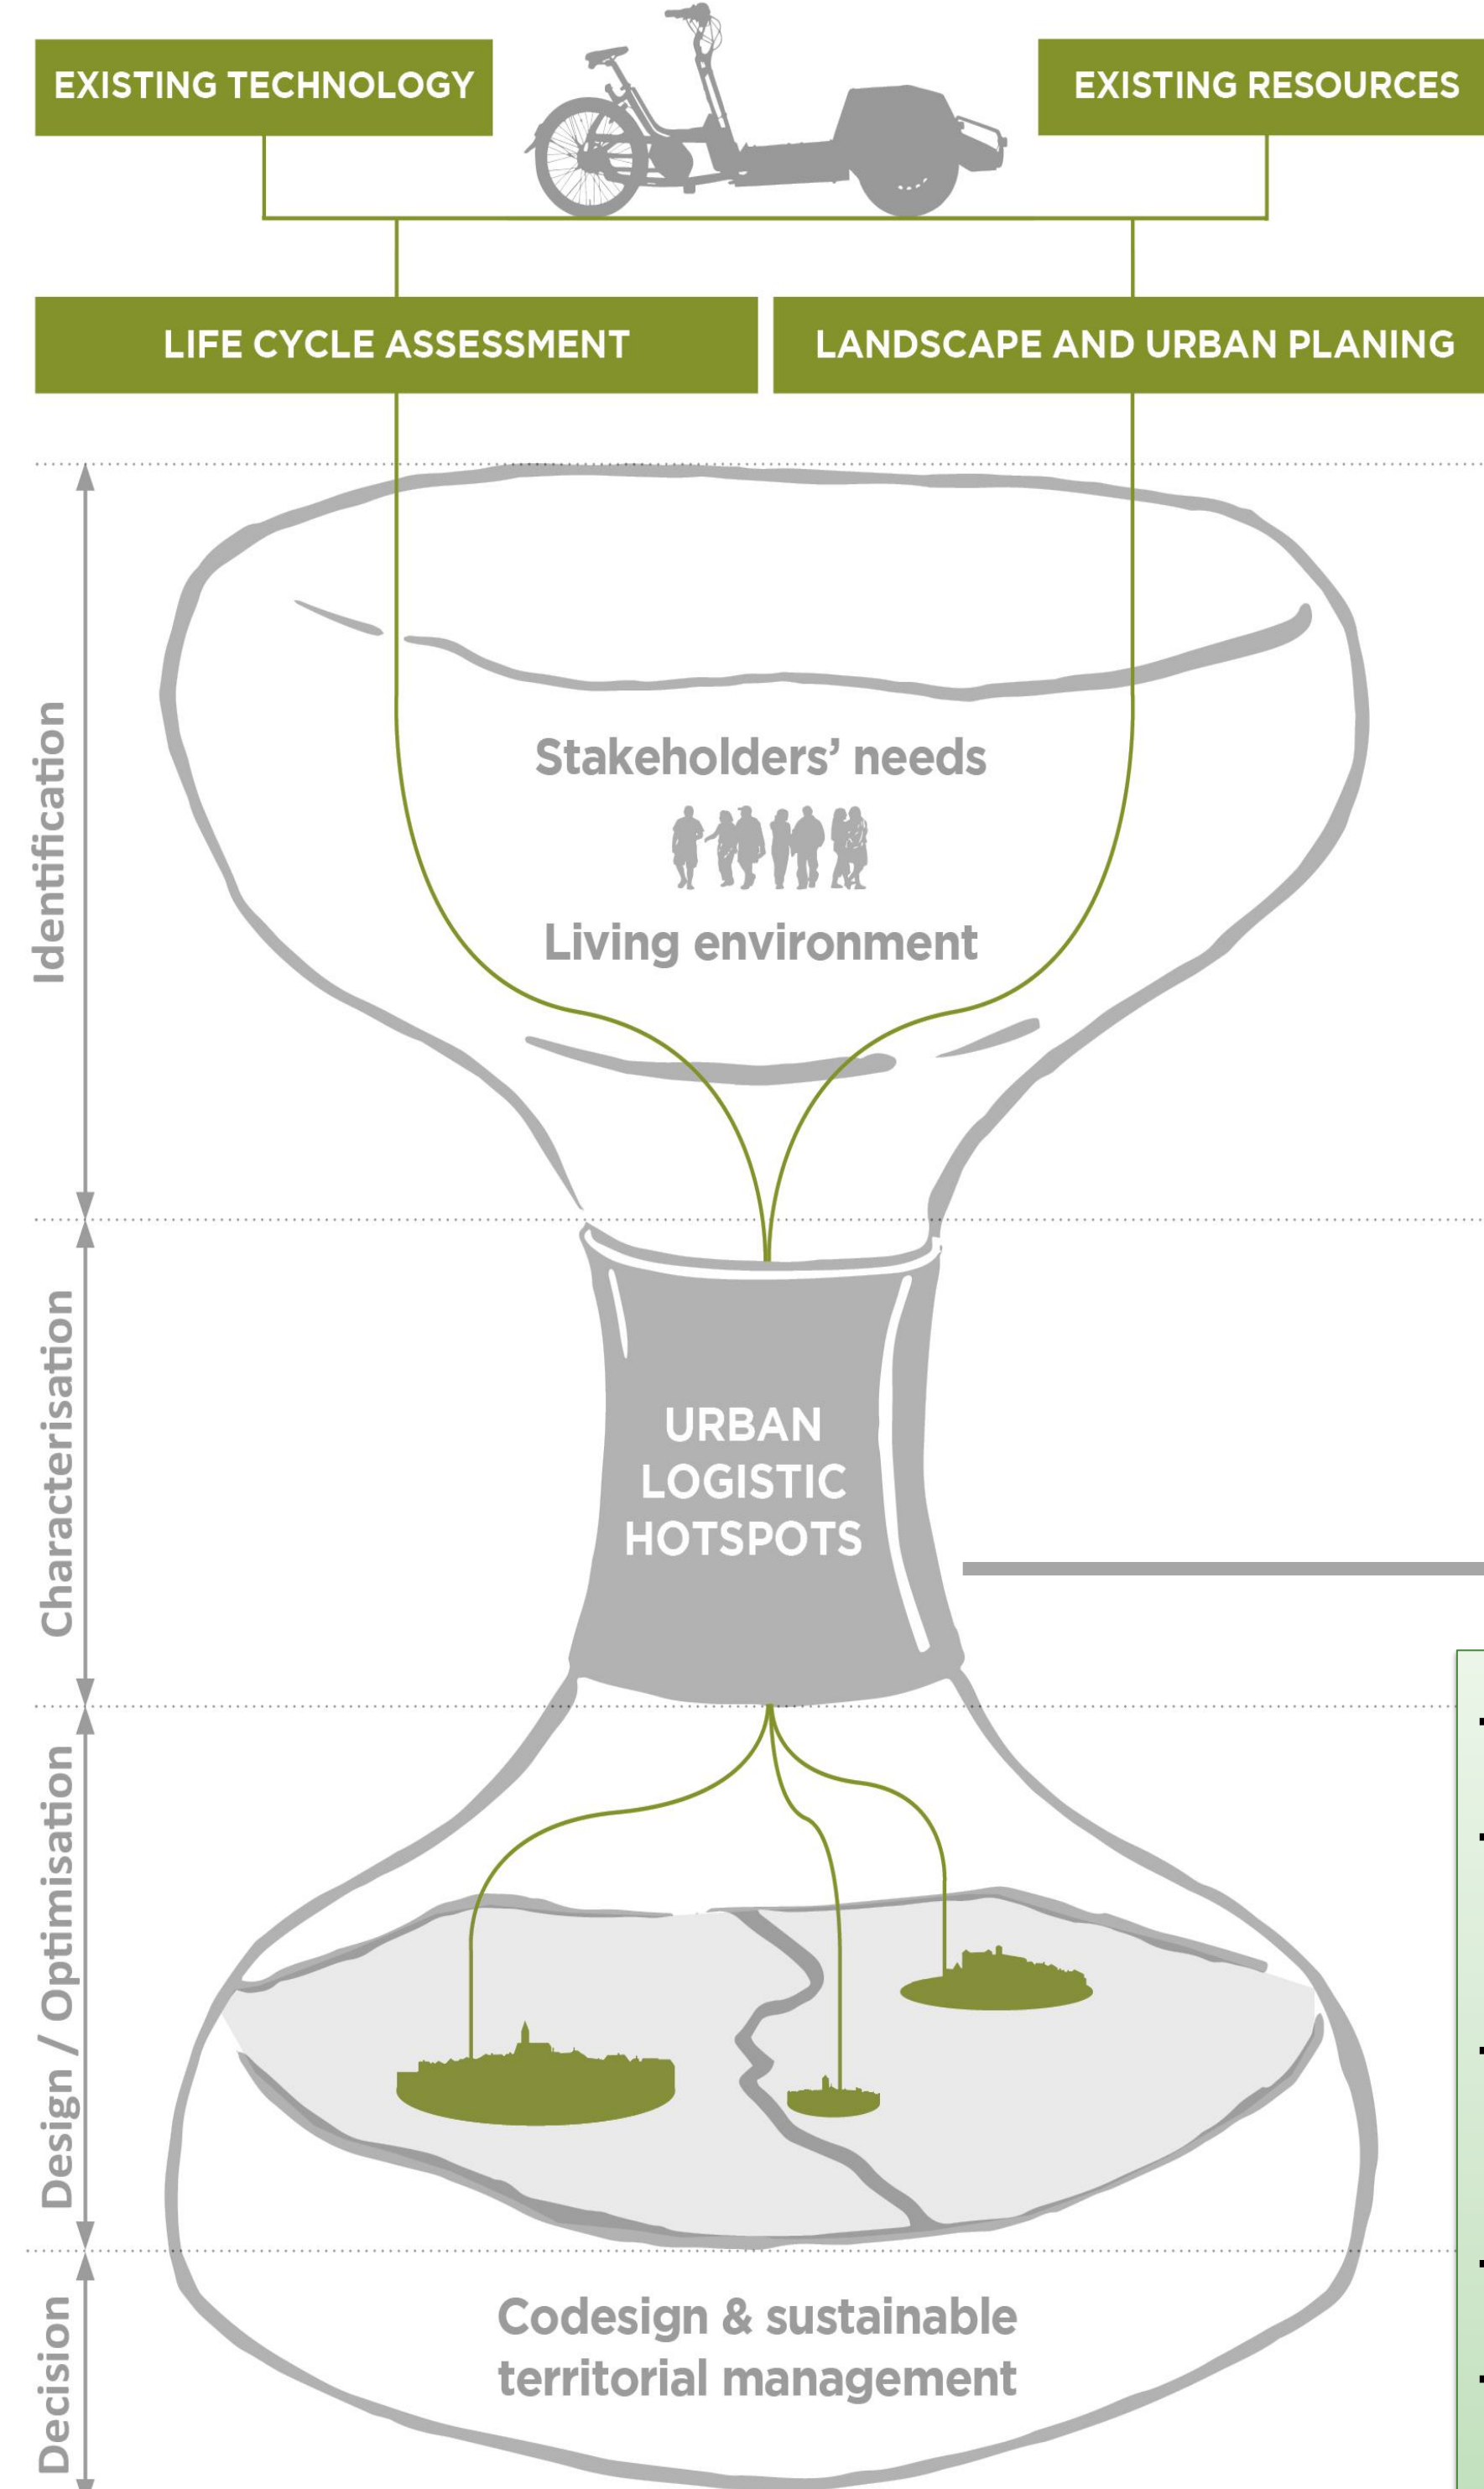 EXISTING TECHNOLOGY
EXISTING RESOURCES
LIFE CYCLE ASSESSMENT
LANDSCAPE AND URBAN PLANING
Identification
Stakeholders’ needs
Living environment
Characterisation
URBAN
LOGISTIC
HOTSPOTS
Design / Optimisation
Decision
Codesign & sustainable
territorial management